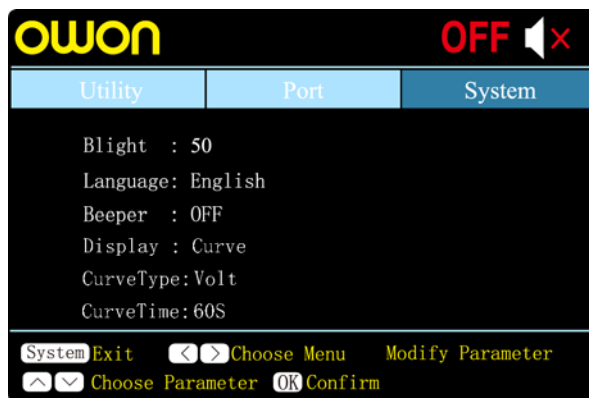 OWON OFF
Utility Port System
Blight : 50
Language: English
Beeper : OFF
Display : Curve
CurveType:Volt
CurveTime:60S
System Exit < > Choose Menu Modify Parameter
Choose Parameter OK Confirm